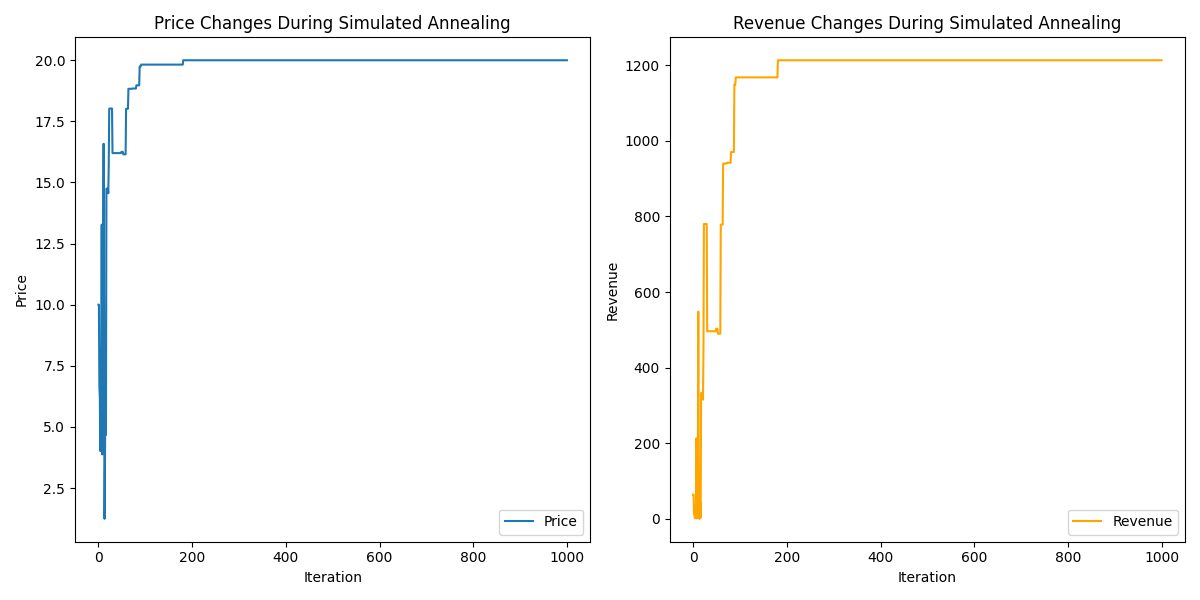 Price Changes During Simulated Annealing
20.0
17.5
15.0
12.5
10.0
7.5
5.0
2.5
Price
0 200 400 600 800 1000
Iteration
Price
Revenue Changes During Simulated Annealing
1200
1000
800
600
400
200
0
Revenue
0 200 400 600 800 1000
Iteration
Revenue